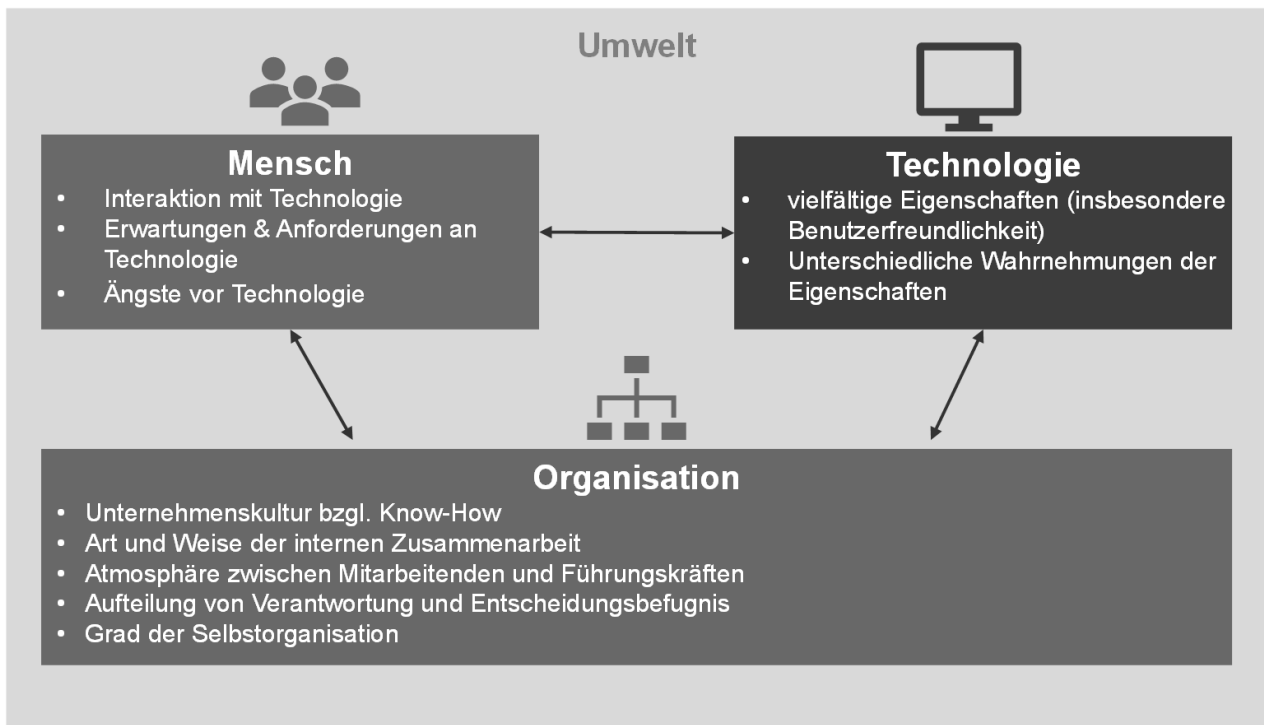 Umwelt
Mensch
• Interaktion mit Technologie
• Erwartungen & Anforderungen an
Technologie
• Ängste vor Technologie
Technologie
• vielfältige Eigenschaften (insbesondere
Benutzerfreundlichkeit)
• Unterschiedliche Wahrnehmungen der
Eigenschaften
Organisation
• Unternehmenskultur bzgl. Know-How
• Art und Weise der internen Zusammenarbeit
• Atmosphäre zwischen Mitarbeitenden und Führungskräften
• Aufteilung von Verantwortung und Entscheidungsbefugnis
• Grad der Selbstorganisation